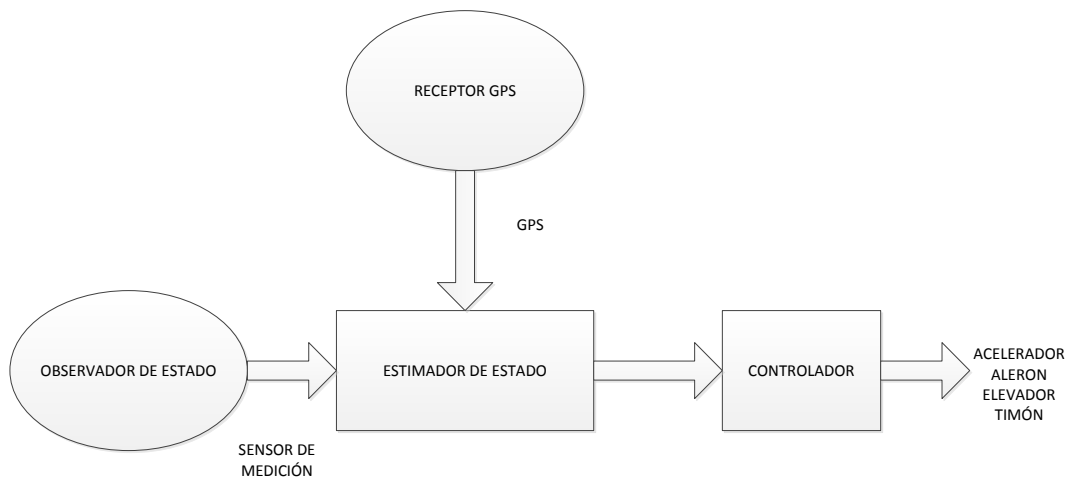 RECEPTOR GPS
GPS
OBSERVADOR DE ESTADO
ESTIMADOR DE ESTADO
CONTROLADOR
ACELERADOR
ALERON
ELEVADOR
TIMÓN
SENSOR DE
MEDICIÓN